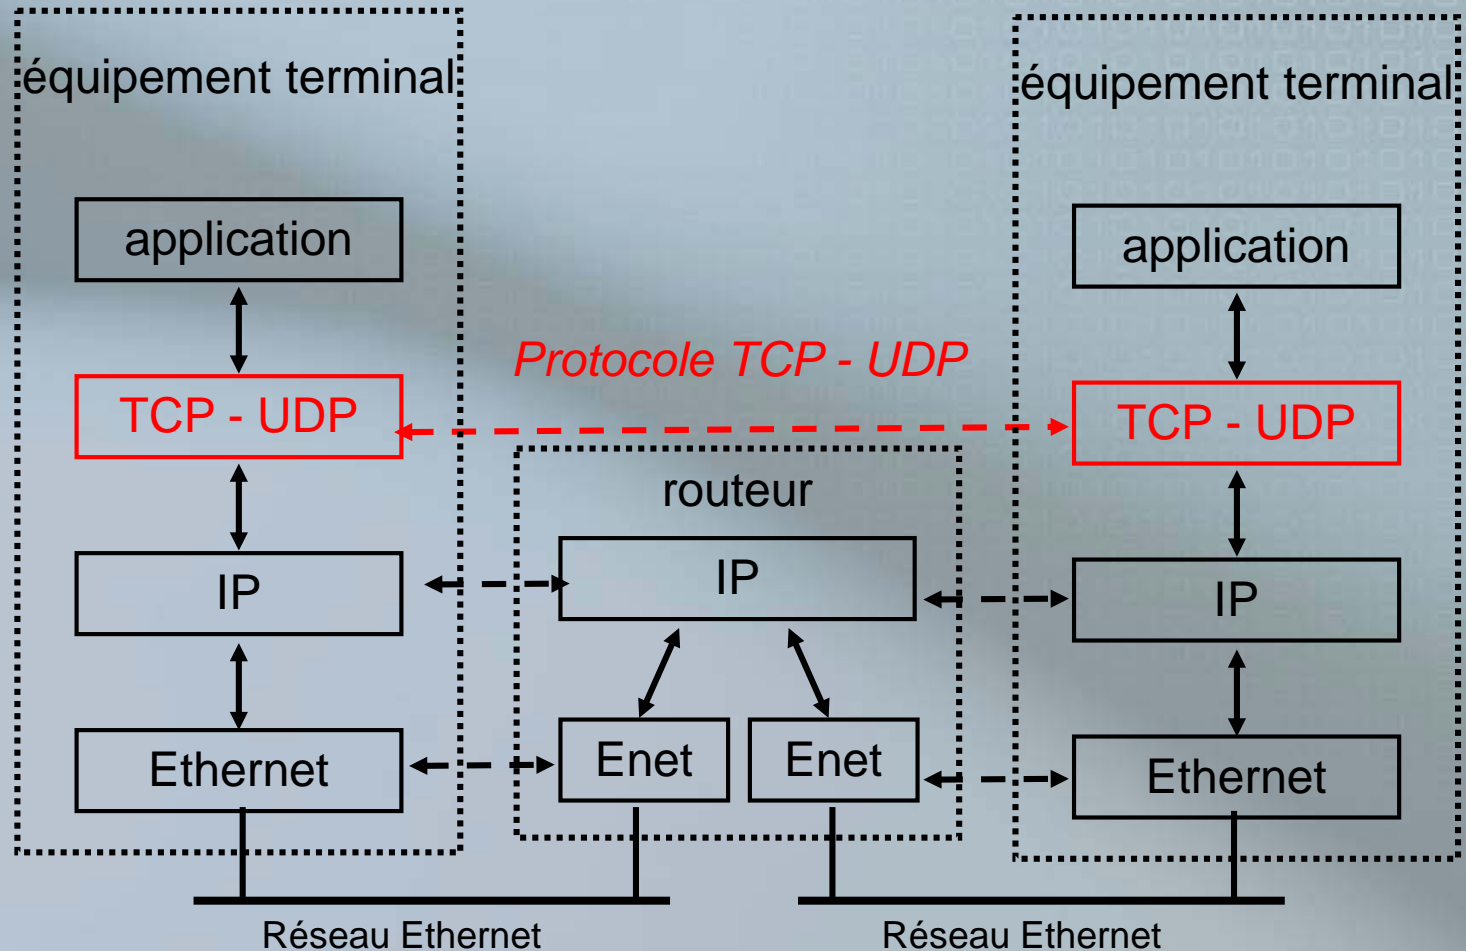 équipement terminal
équipement terminal
application
application
Protocole TCP - UDP
TCP - UDP
TCP - UDP
routeur
IP
IP
IP
Ethernet
Enet
Enet
Ethernet
Réseau Ethernet
Réseau Ethernet